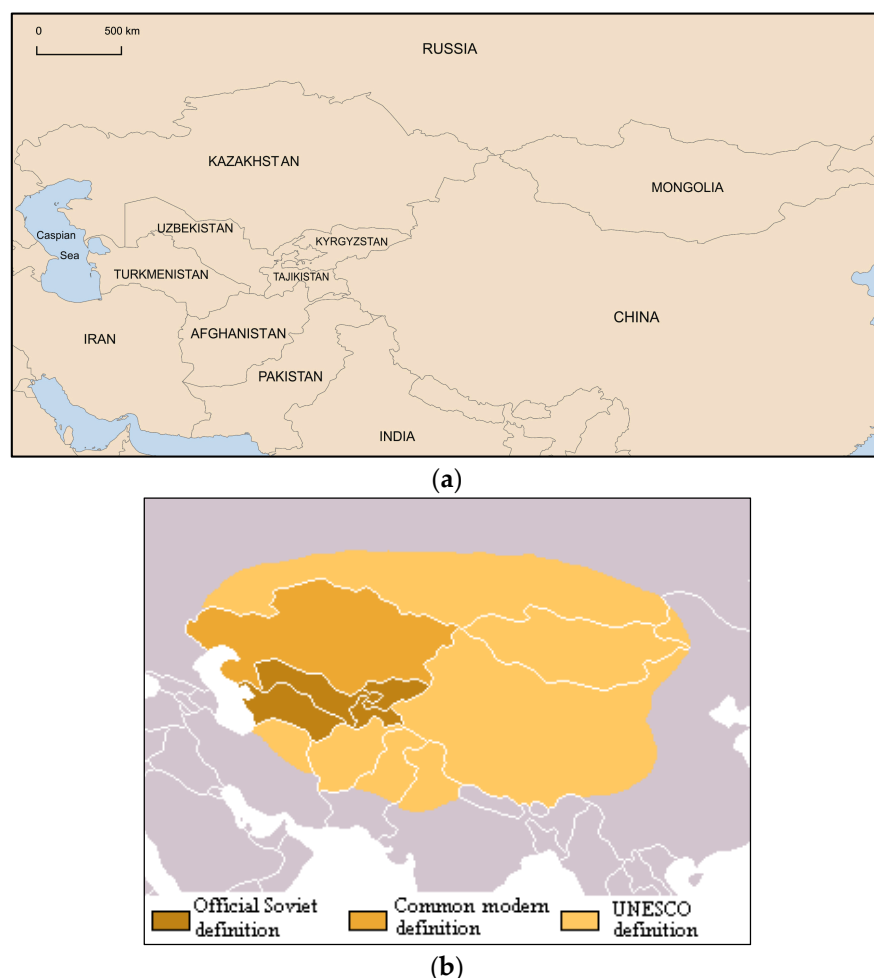 0 500 km
RUSSIA
KAZAKHSTAN
MONGOLIA
UZBEKISTAN
Caspian
Sea
KYRGYZSTAN
TURKMENISTAN
TAJIKISTAN
CHINA
IRAN
AFGHANISTAN
PAKISTAN
INDIA
(a)
Official Soviet
definition
Common modern
definition
UNESCO
definition
(b)